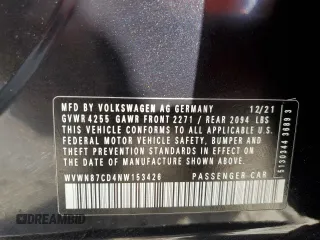 MFD BY VOLKSWAGEN AG GERMANY 12/21
GVWR 4255 GAWR FRONT 2271 / REAR 2094 LBS
THIS VEHICLE CONFORMS TO ALL APPLICABLE U.S.
FEDERAL MOTOR VEHICLE SAFETY, BUMPER AND
THEFT PREVENTION STANDARDS IN EFFECT ON THE
DATE OF MANUFACTURE SHOWN ABOVE.
WVWN87CD4NW153426 PASSENGER CAR
DREAMBID